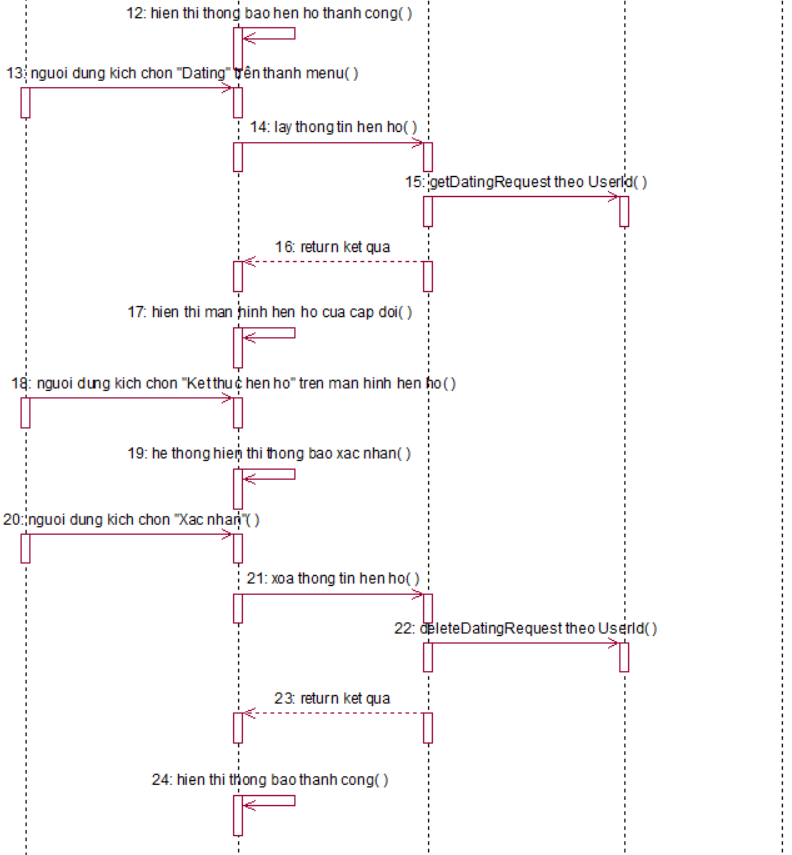 12: hien thi thong bao hen ho thanh cong( )
13: nguoi dung kich chon "Dating" trên thanh menu( )
14: lay thong tin hen ho( )
15: getDatingRequest theo UserId( )
16: return ket qua
17: hien thi man hinh hen ho cua cap doi( )
18: nguoi dung kich chon "Ket thuc hen ho" tren man hinh hen ho( )
19: he thong hien thi thong bao xac nhan( )
20: nguoi dung kich chon "Xac nhan"( )
21: xoa thong tin hen ho( )
22: deleteDatingRequest theo UserId( )
23: return ket qua
24: hien thi thong bao thanh cong( )